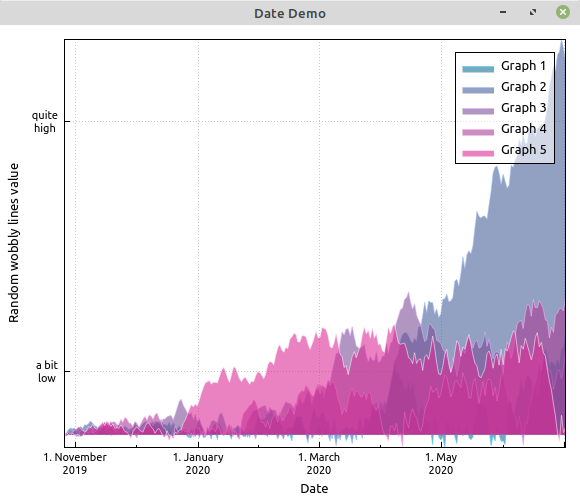 Date Demo
Graph 1
Graph 2
Graph 3
Graph 4
Graph 5
quite
high
a bit
low
Random wobbly lines value
1. November
2019
1. January
2020
1. March
2020
1. May
2020
Date